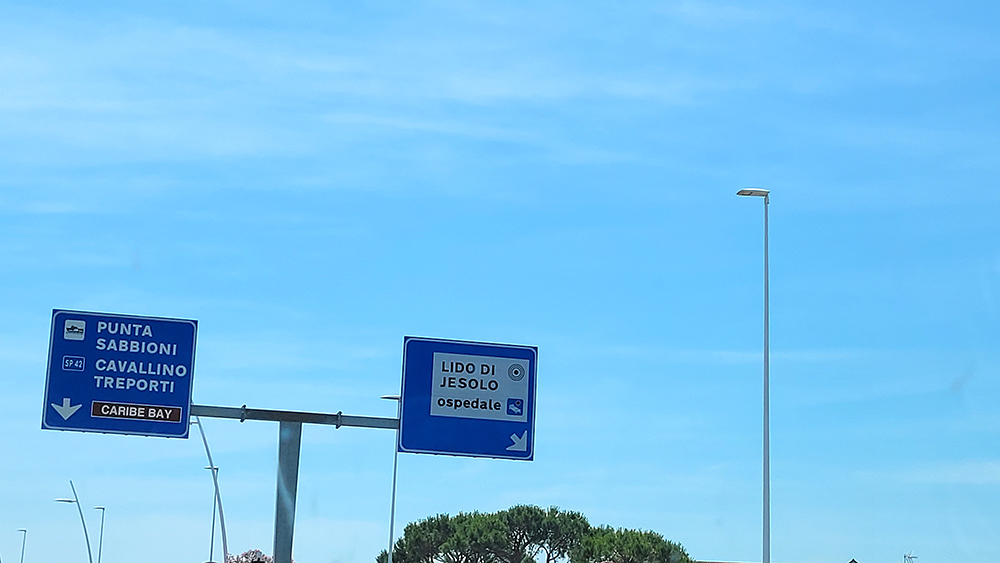 PUNTA
SABBIONI
SP 42
CAVALLINO
TREPORTI
CARIBE BAY
LIDO DI
JESOLO
ospedale